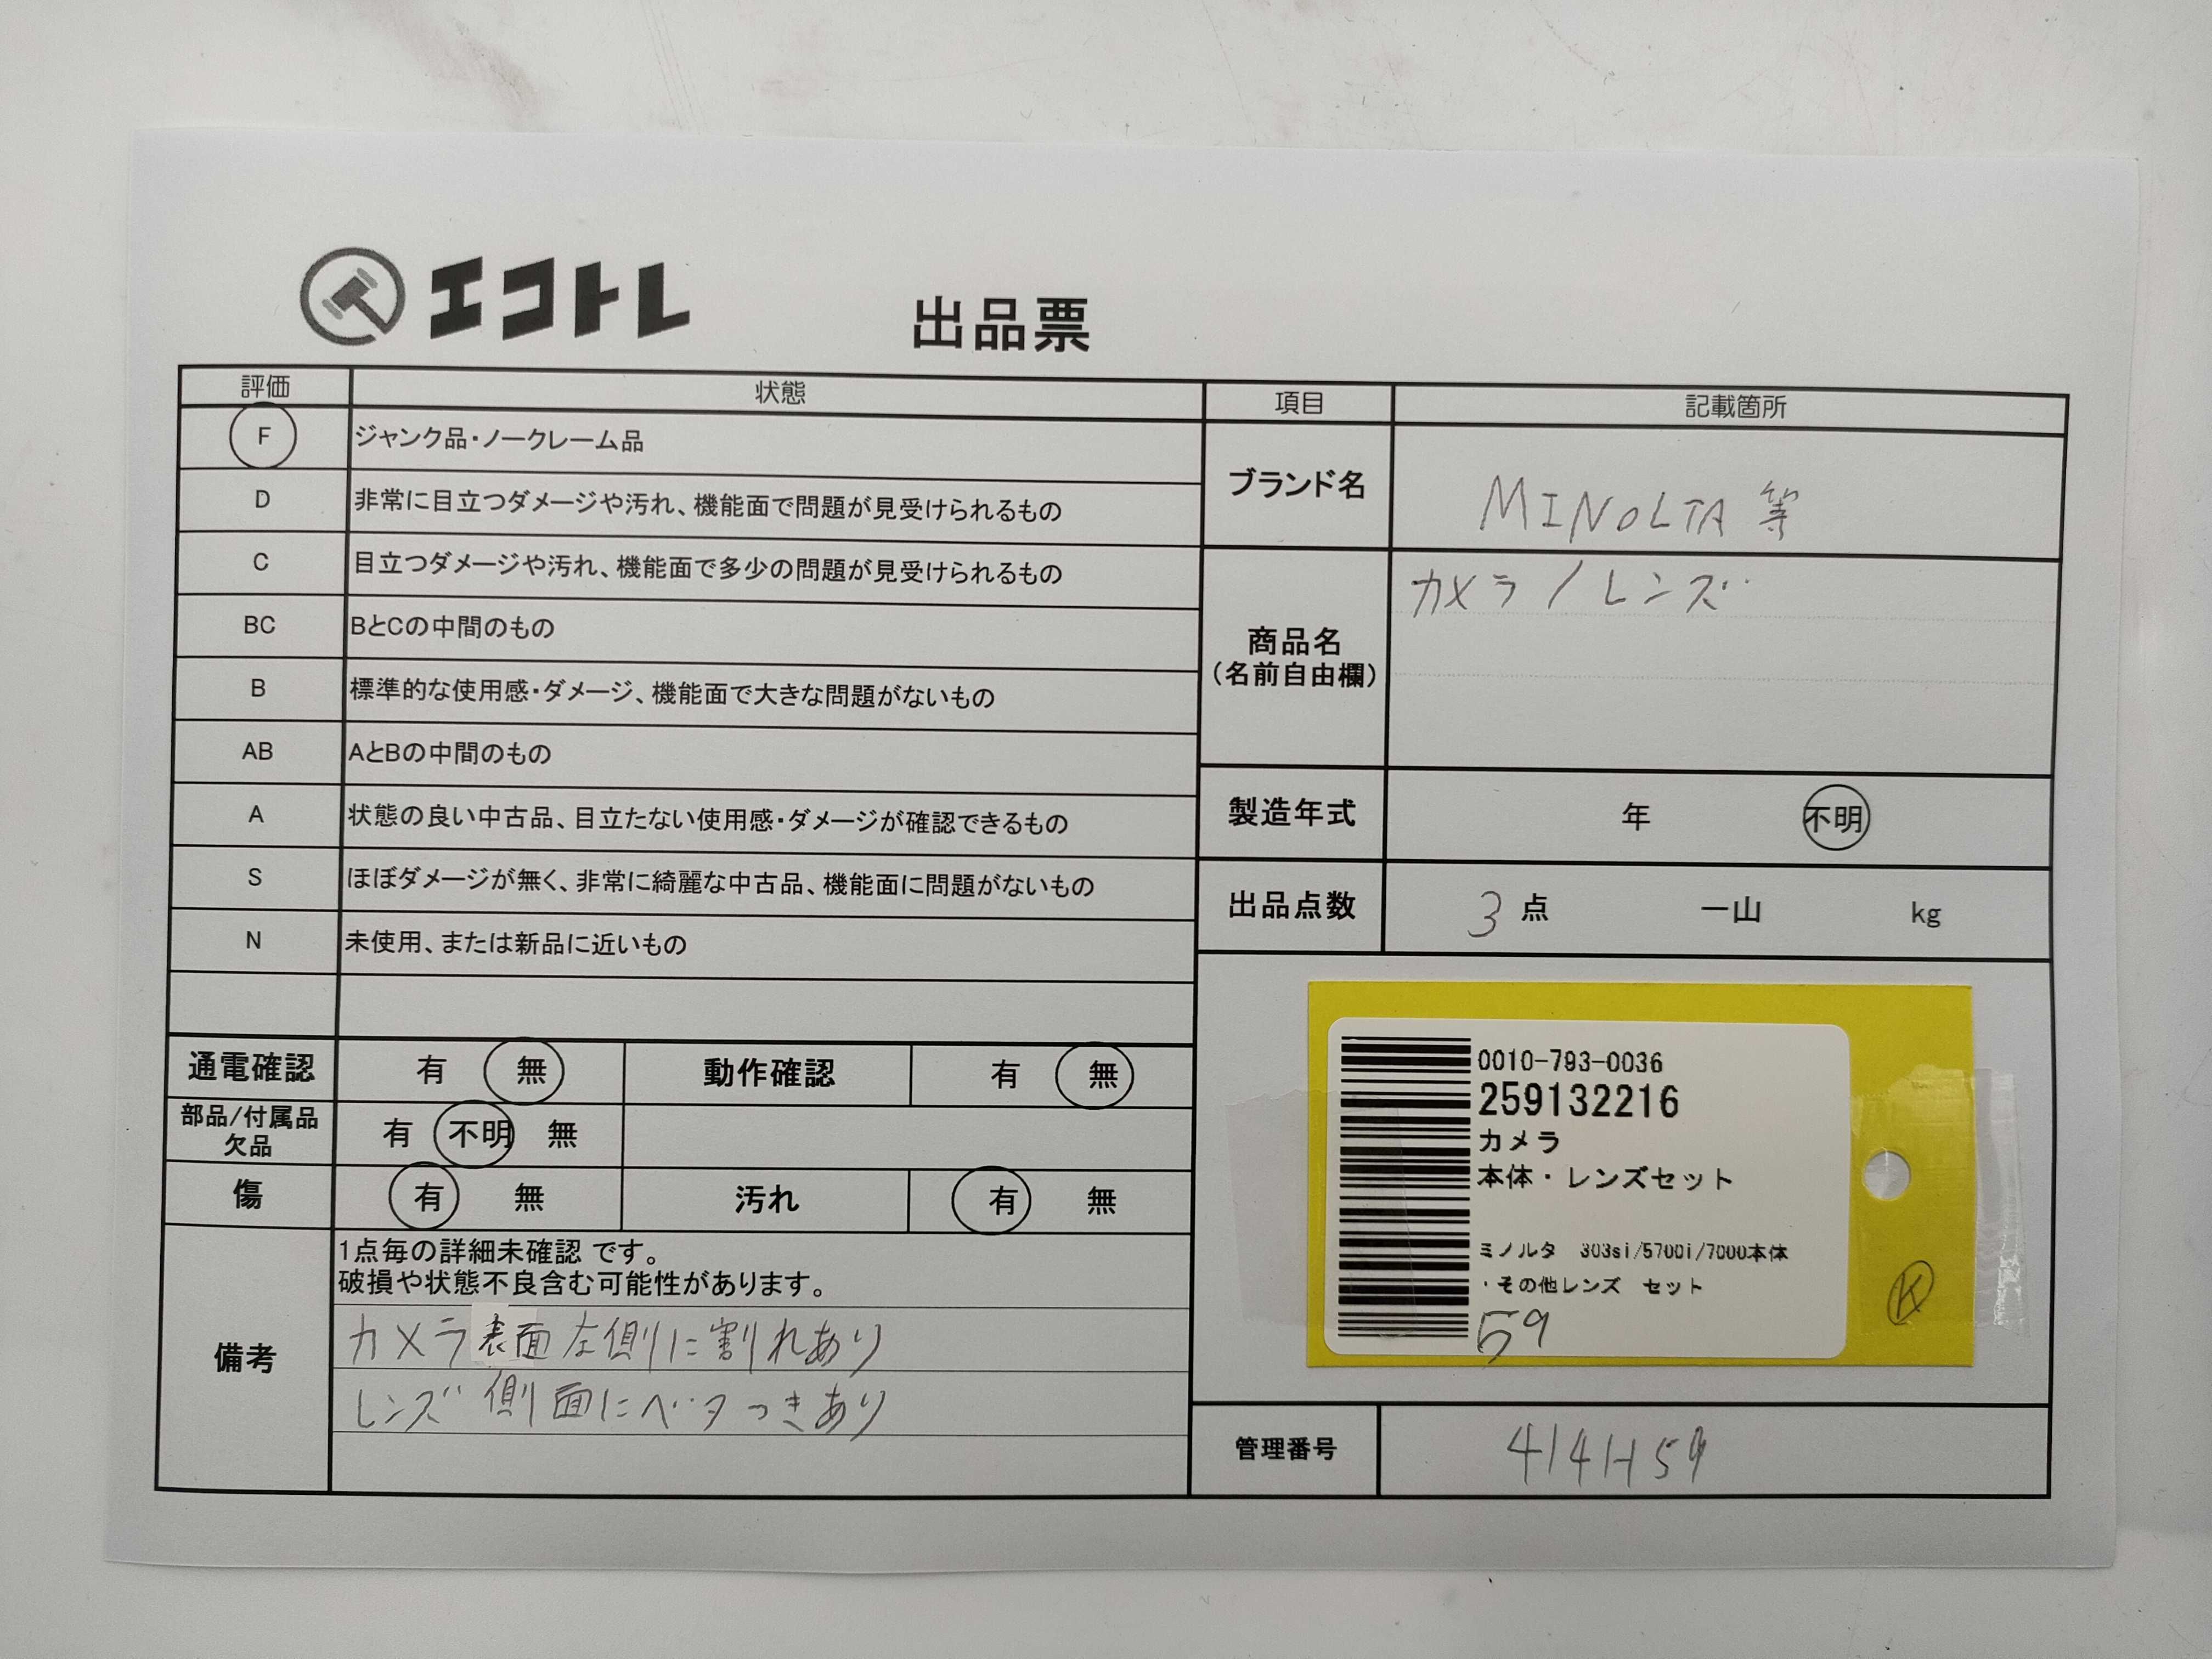 エコトレ
出品票
評価 状態
F ジャンク品・ノークレーム品
D 非常に目立つダメージや汚れ、機能面で問題が見受けられるもの
C 目立つダメージや汚れ、機能面で多少の問題が見受けられるもの
BC BとCの中間のもの
B 標準的な使用感・ダメージ、機能面で大きな問題がないもの
AB AとBの中間のもの
A 状態の良い中古品、目立たない使用感・ダメージが確認できるもの
S ほぼダメージが無く、非常に綺麗な中古品、機能面に問題がないもの
N 未使用、または新品に近いもの
通電確認 有 無 動作確認 有 無
部品/付属品
欠品
有 不明 無
傷 有 無 汚れ 有 無
備考
1点毎の詳細未確認 です。
破損や状態不良含む可能性があります。
カメラ表面左側に割れあり
レンズ側面にベタつきあり
項目 記載箇所
ブランド名 MINOLTA 等
商品名
(名前自由欄)
カメラ/レンズ
製造年式 年 不明
出品点数 3 点 一山 kg
0010-793-0036
259132216
カメラ
本体・レンズセット
ミノルタ 303si/5700i/7000本体
・その他レンズ セット
59
K
管理番号 414H59